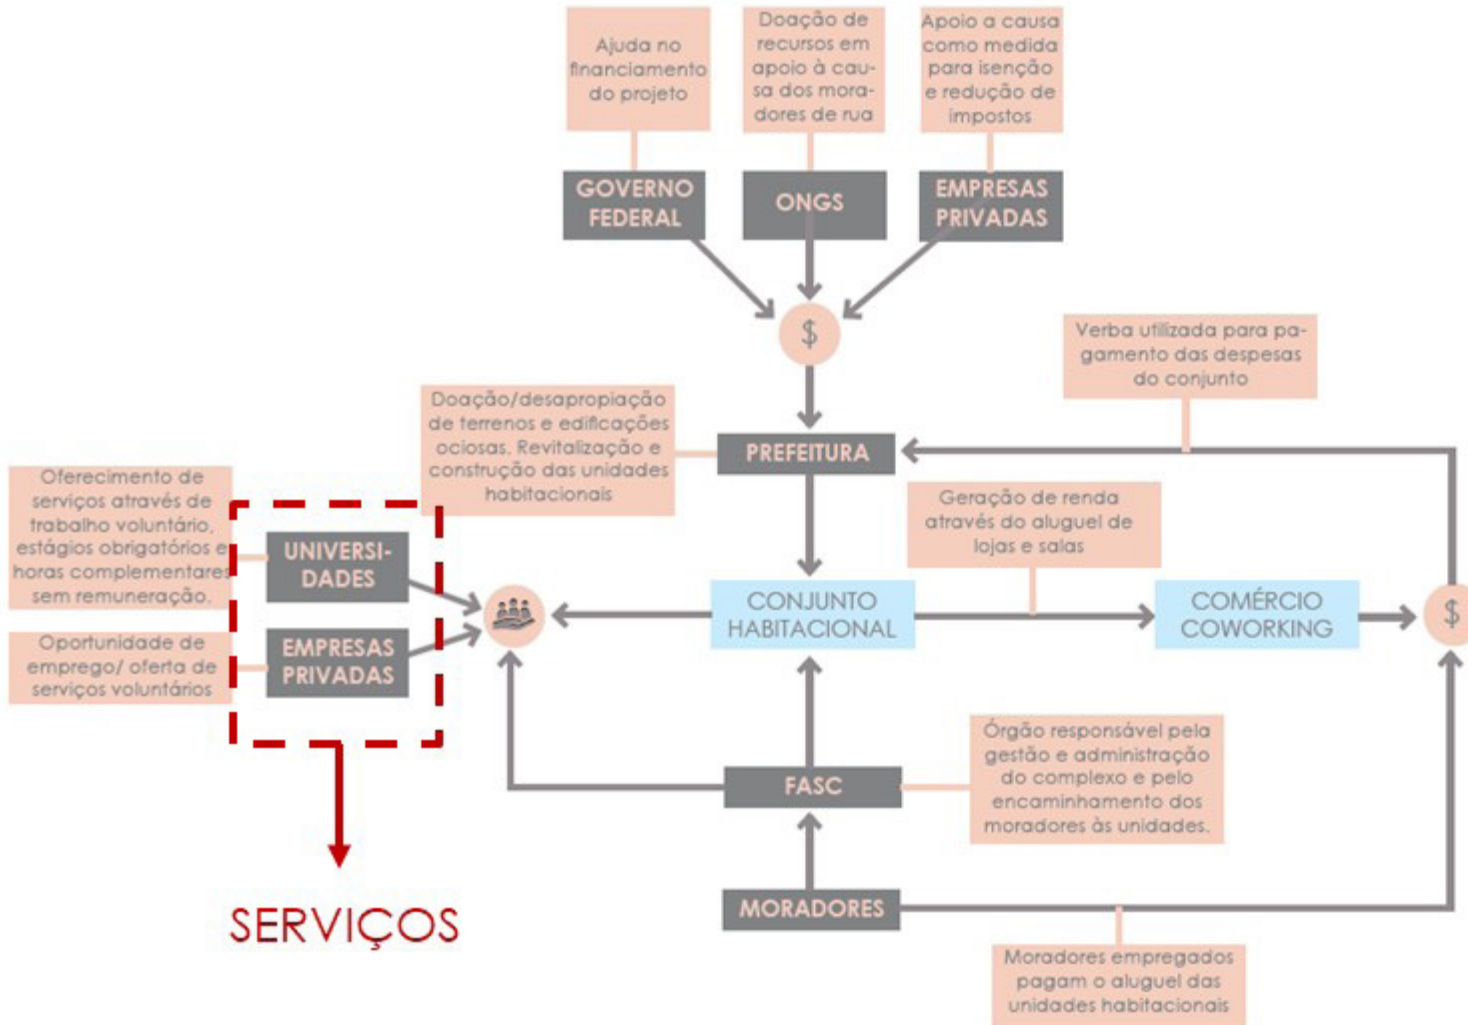 Ajuda no
financiamento
do projeto
Doação de
recursos em
apoio à cau-
sa dos mora-
dores de rua
Apoio a causa
como medida
para isenção
e redução de
impostos
GOVERNO
FEDERAL
ONGS
EMPRESAS
PRIVADAS
$
Verba utilizada para pa-
gamento das despesas
do conjunto
Doação/desapropiação
de terrenos e edificações
ociosas. Revitalização e
construção das unidades
habitacionais
PREFEITURA
Oferecimento de
serviços através de
trabalho voluntário,
estágios obrigatórios e
horas complementares
sem remuneração.
UNIVERSI-
DADES
Geração de renda
através do aluguel de
lojas e salas
CONJUNTO
HABITACIONAL
COMÉRCIO
COWORKING
$
Oportunidade de
emprego/ oferta de
serviços voluntários
EMPRESAS
PRIVADAS
Órgão responsável pela
gestão e administração
do complexo e pelo
encaminhamento dos
moradores às unidades.
FASC
MORADORES
SERVIÇOS
Moradores empregados
pagam o aluguel das
unidades habitacionais